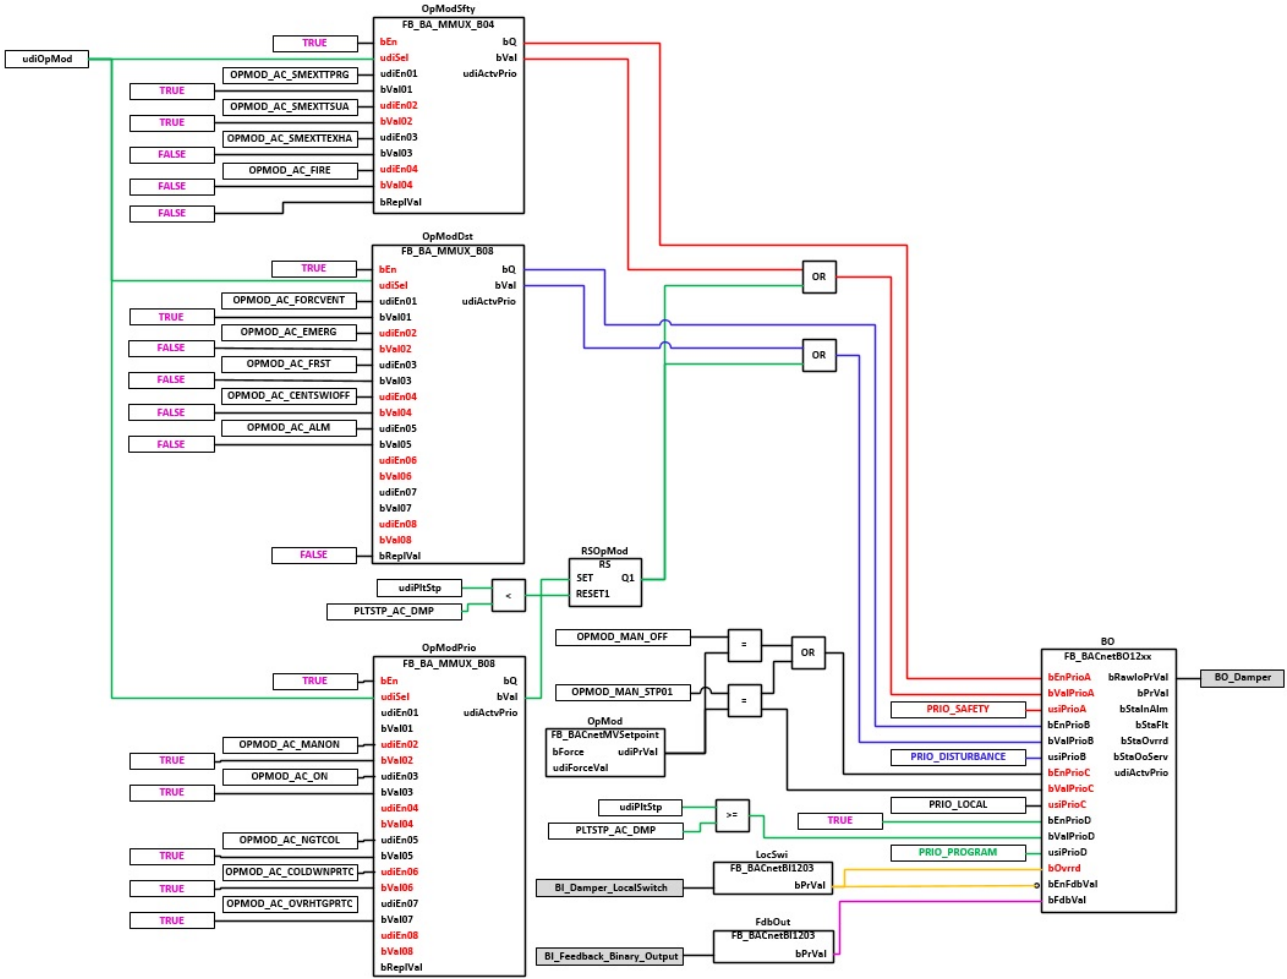 OpModSfty
FB_BA_MMUX_B04
TRUE bEn bQ
udiOpMod udiSel bVal
OPMOD_AC_SMEXTTPRG udiEn01 udiActvPrio
TRUE bVal01
OPMOD_AC_SMEXTTSUA udiEn02
TRUE bVal02
OPMOD_AC_SMEXTTEXHA udiEn03
FALSE bVal03
OPMOD_AC_FIRE udiEn04
FALSE bVal04
FALSE bReplVal
OpModDst
FB_BA_MMUX_B08
TRUE bEn bQ
udiSel bVal
OPMOD_AC_FORCVENT udiEn01 udiActvPrio
TRUE bVal01
OPMOD_AC_EMERG udiEn02
FALSE bVal02
OPMOD_AC_FRST udiEn03
FALSE bVal03
OPMOD_AC_CENTSWIOFF udiEn04
FALSE bVal04
OPMOD_AC_ALM udiEn05
FALSE bVal05
udiEn06
bVal06
udiEn07
bVal07
udiEn08
bVal08
FALSE bReplVal
OR
OR
RSOpMod
RS
SET Q1
RESET1
udiPltStp
PLTSTP_AC_DMP
<
OpModPrio
FB_BA_MMUX_B08
TRUE bEn bQ
udiSel bVal
udiEn01 udiActvPrio
bVal01
OPMOD_AC_MANON udiEn02
TRUE bVal02
OPMOD_AC_ON udiEn03
TRUE bVal03
udiEn04
bVal04
OPMOD_AC_NGTCOL udiEn05
TRUE bVal05
OPMOD_AC_COLDWNPRTC udiEn06
TRUE bVal06
OPMOD_AC_OVRHTGPRTC udiEn07
TRUE bVal07
udiEn08
bVal08
bReplVal
OPMOD_MAN_OFF
=
OR
OPMOD_MAN_STP01
=
OpMod
FB_BACnetMVSetpoint
bForce udiPrVal
udiForceVal
udiPltStp
PLTSTP_AC_DMP
>=
LocSwi
FB_BACnetBI1203
BI_Damper_LocalSwitch bPrVal
FdbOut
FB_BACnetBI1203
BI_Feedback_Binary_Output bPrVal
BO
FB_BACnetBO12xx
bEnPrioA bRawIoPrVal BO_Damper
bValPrioA bPrVal
PRIO_SAFETY usiPrioA bStaInAlm
bEnPrioB bStaFlt
bValPrioB bStaOvrrd
PRIO_DISTURBANCE usiPrioB bStaOoServ
bEnPrioC udiActvPrio
bValPrioC
PRIO_LOCAL usiPrioC
TRUE bEnPrioD
bValPrioD
PRIO_PROGRAM usiPrioD
bOvrrd
bEnFdbVal
bFdbVal